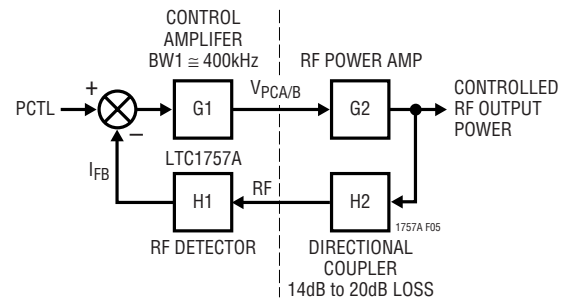 CONTROL
AMPLIFER
BW1 ≅ 400kHz
RF POWER AMP
PCTL
+
–
G1
VPCA/B
G2
CONTROLLED
RF OUTPUT
POWER
LTC1757A
IFB
H1
RF
H2
1757A F05
RF DETECTOR
DIRECTIONAL
COUPLER
14dB to 20dB LOSS